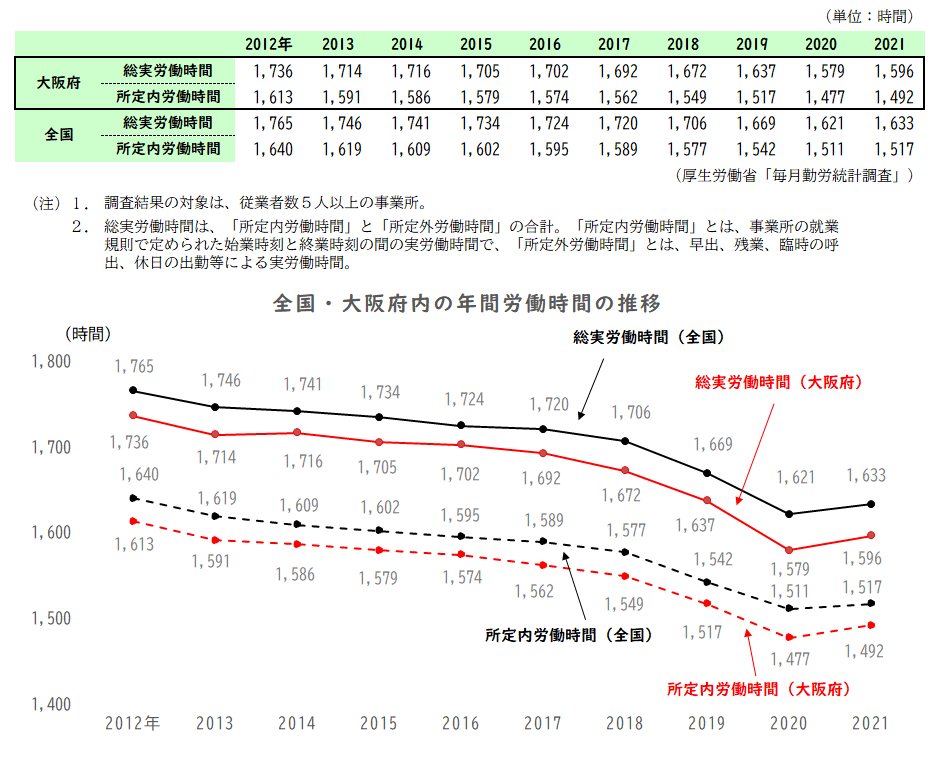 （単位：時間）
2012年 2013 2014 2015 2016 2017 2018 2019 2020 2021
大阪府 総実労働時間 1,736 1,714 1,716 1,705 1,702 1,692 1,672 1,637 1,579 1,596
所定内労働時間 1,613 1,591 1,586 1,579 1,574 1,562 1,549 1,517 1,477 1,492
全国 総実労働時間 1,765 1,746 1,741 1,734 1,724 1,720 1,706 1,669 1,621 1,633
所定内労働時間 1,640 1,619 1,609 1,602 1,595 1,589 1,577 1,542 1,511 1,517
（厚生労働省「毎月勤労統計調査」）
（注）１． 調査結果の対象は、従業者数５人以上の事業所。
２． 総実労働時間は、「所定内労働時間」と「所定外労働時間」の合計。「所定内労働時間」とは、事業所の就業
規則で定められた始業時刻と終業時刻の間の実労働時間で、「所定外労働時間」とは、早出、残業、臨時の呼
出、休日の出勤等による実労働時間。
全国・大阪府内の年間労働時間の推移
（時間）
総実労働時間（全国）
総実労働時間（大阪府）
1,800
1,765 1,746 1,741 1,734 1,724 1,720 1,706 1,669 1,621 1,633
1,700
1,736 1,714 1,716 1,705 1,702 1,692 1,672 1,637 1,579 1,596
1,640 1,619 1,609 1,602 1,595 1,589 1,577 1,542 1,511 1,517
1,600
1,613 1,591 1,586 1,579 1,574 1,562 1,549 1,517 1,477 1,492
1,500
所定内労働時間（全国）
所定内労働時間（大阪府）
1,400
2012年 2013 2014 2015 2016 2017 2018 2019 2020 2021